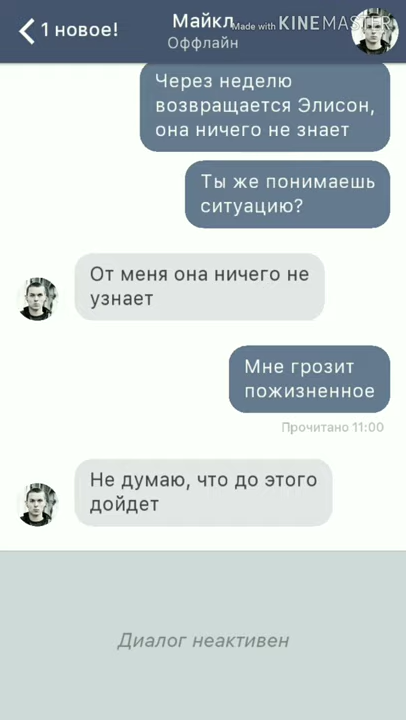 1 новое!
Майкл
Made with KINEMASTER
Оффлайн
Через неделю
возвращается Элисон,
она ничего не знает
Ты же понимаешь
ситуацию?
От меня она ничего не
узнает
Мне грозит
пожизненное
Прочитано 11:00
Не думаю, что до этого
дойдет
Диалог неактивен